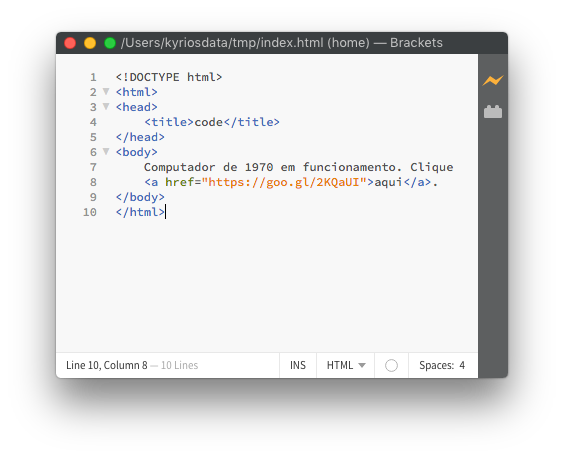 /Users/kyriosdata/tmp/index.html (home) — Brackets
1 <!DOCTYPE html>
2 <html>
3 <head>
4 <title>code</title>
5 </head>
6 <body>
7 Computador de 1970 em funcionamento. Clique
8 <a href="https://goo.gl/2KQaUI">aqui</a>.
9 </body>
10 </html>
Line 10, Column 8 — 10 Lines INS HTML Spaces: 4